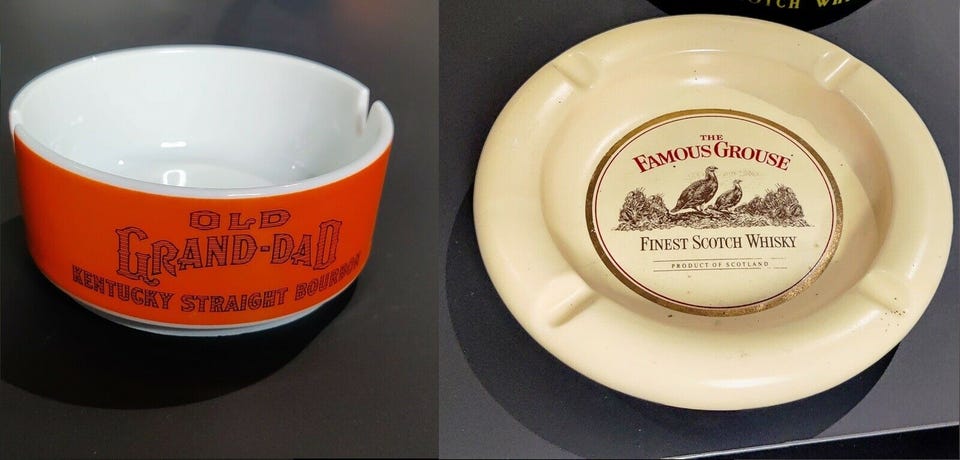 OLD
GRAND-DAD
KENTUCKY STRAIGHT BOURBON
THE
FAMOUS GROUSE
FINEST SCOTCH WHISKY
PRODUCT OF SCOTLAND